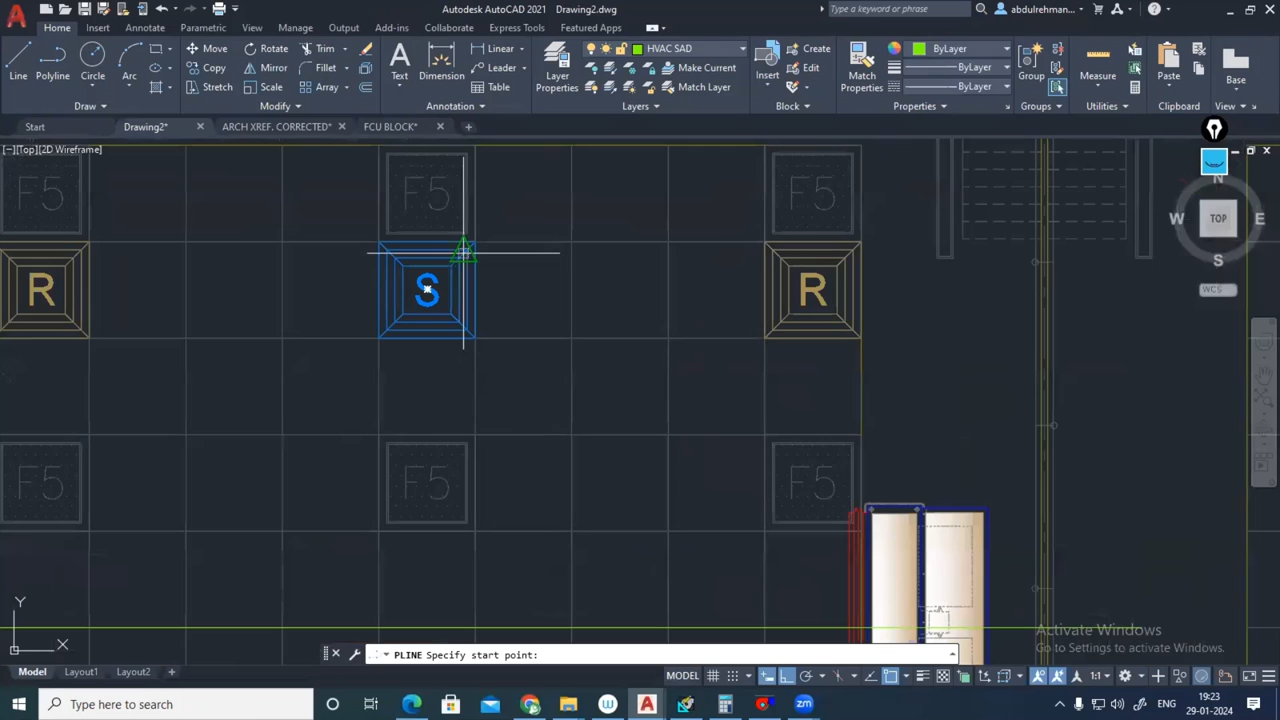 Autodesk AutoCAD 2021 Drawing2.dwg
Type a keyword or phrase
abdulrehman...
Home Insert Annotate Parametric View Manage Output Collaborate Express Tools Featured Apps
Line Polyline Circle Arc
Move Rotate Trim
Copy Mirror Fillet
Stretch Scale Array
Text Dimension
Linear
Leader
Table
Layer Properties
HVAC SAD
Make Current
Match Layer
Insert
Create
Edit
Match Properties
ByLayer
ByLayer
ByLayer
Group
Measure
Paste
Base
Draw Modify Annotation Layers Block Properties Groups Utilities Clipboard View
Start Drawing2* ARCH XREF. CORRECTED* FCU BLOCK*
[−][Top][2D Wireframe]
F5 F5 F5
N
W TOP E
S
WCS
R S R
F5 F5 F5
Y
X
Activate Windows
Go to Settings to activate Windows.
PLINE Specify start point:
Model Layout1 Layout2
MODEL 1:1
Type here to search
ENG
19:23
29-01-2024